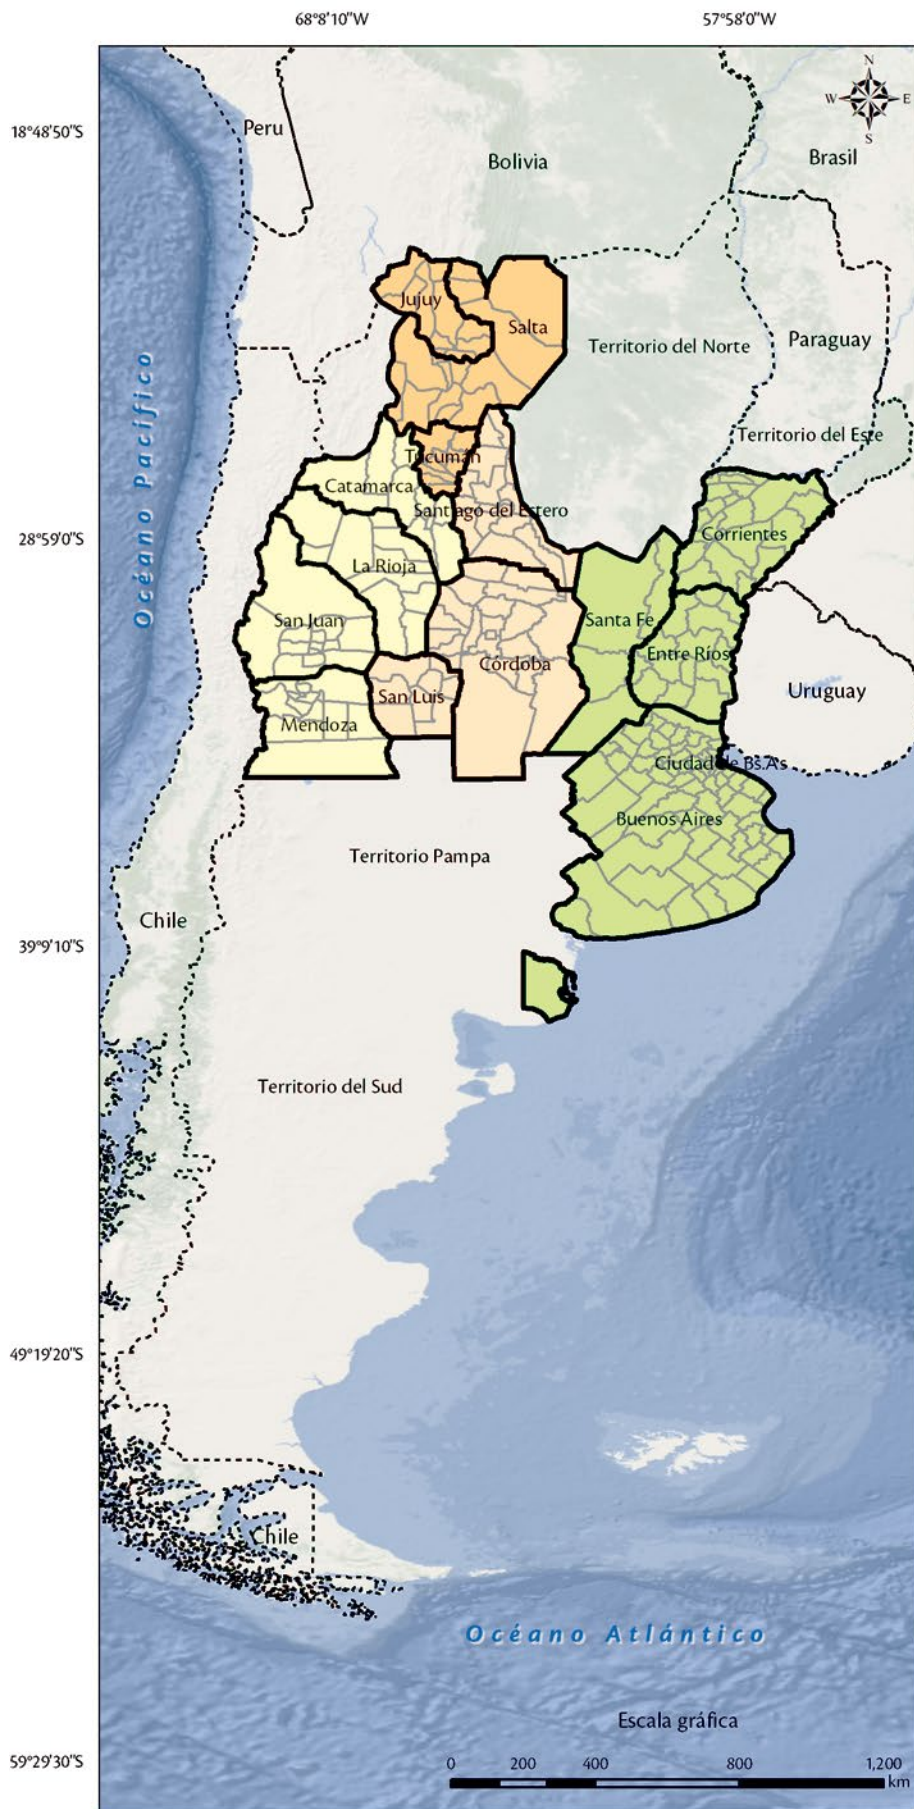 68°8'10"W
57°58'0"W
N
W
E
S
18°48'50"S
Peru
Bolivia
Brasil
Jujuy
Salta
Territorio del Norte
Paraguay
Océano Pacífico
Territorio del Este
Tucumán
Catamarca
Santiago del Estero
Corrientes
28°59'0"S
La Rioja
San Juan
Santa Fe
Entre Ríos
Córdoba
Uruguay
San Luis
Mendoza
Ciudad de Bs.As
Buenos Aires
Territorio Pampa
Chile
39°9'10"S
Territorio del Sud
49°19'20"S
Chile
Océano Atlántico
Escala gráfica
59°29'30"S
0 200 400 800 1,200
km